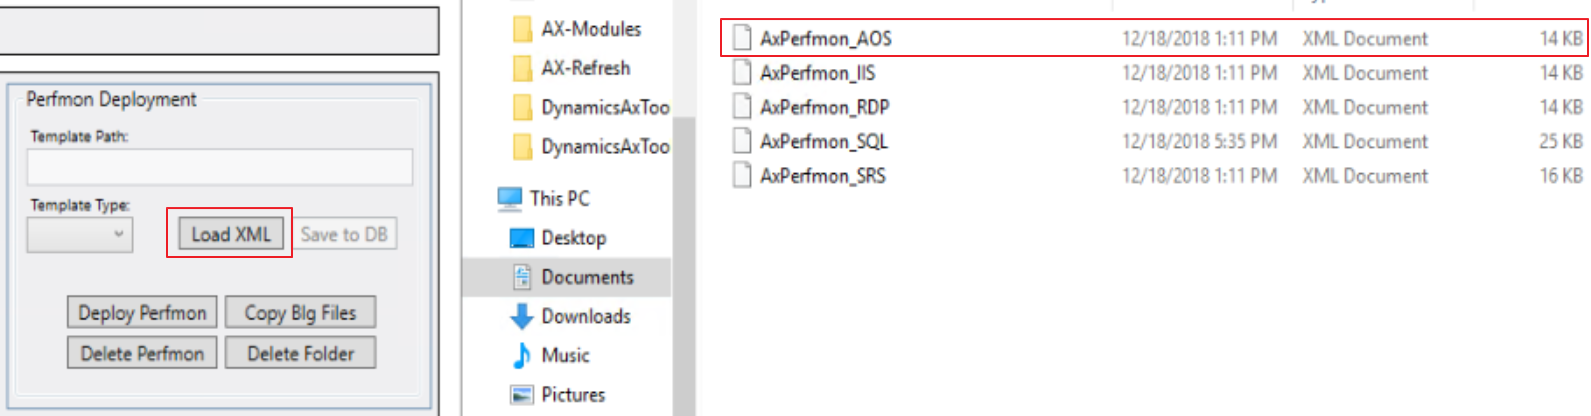 Perfmon Deployment
Template Path:
Template Type:
Load XML
Save to DB
Deploy Perfmon
Copy Blg Files
Delete Perfmon
Delete Folder
AX-Modules
AX-Refresh
DynamicsAxToo
DynamicsAxToo
This PC
Desktop
Documents
Downloads
Music
Pictures
AxPerfmon_AOS 12/18/2018 1:11 PM XML Document 14 KB
AxPerfmon_IIS 12/18/2018 1:11 PM XML Document 14 KB
AxPerfmon_RDP 12/18/2018 1:11 PM XML Document 14 KB
AxPerfmon_SQL 12/18/2018 5:35 PM XML Document 25 KB
AxPerfmon_SRS 12/18/2018 1:11 PM XML Document 16 KB